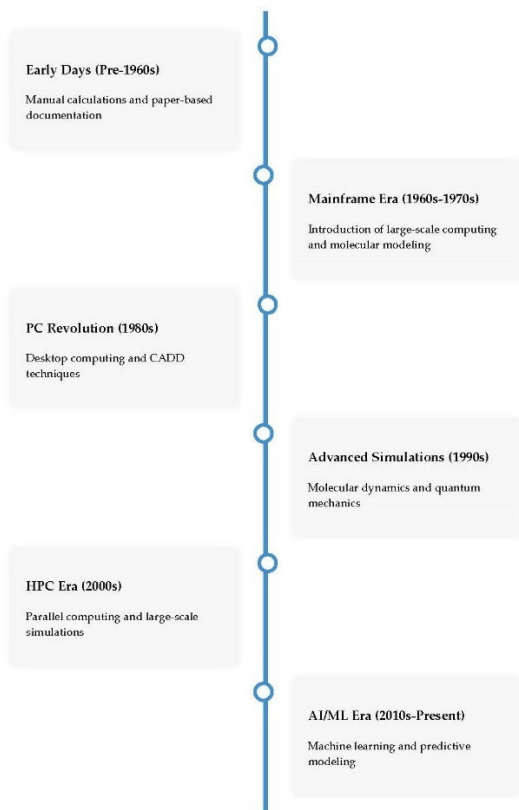 Early Days (Pre-1960s)
Manual calculations and paper-based
documentation
Mainframe Era (1960s-1970s)
Introduction of large-scale computing
and molecular modeling
PC Revolution (1980s)
Desktop computing and CADD
techniques
Advanced Simulations (1990s)
Molecular dynamics and quantum
mechanics
HPC Era (2000s)
Parallel computing and large-scale
simulations
AI/ML Era (2010s-Present)
Machine learning and predictive
modeling